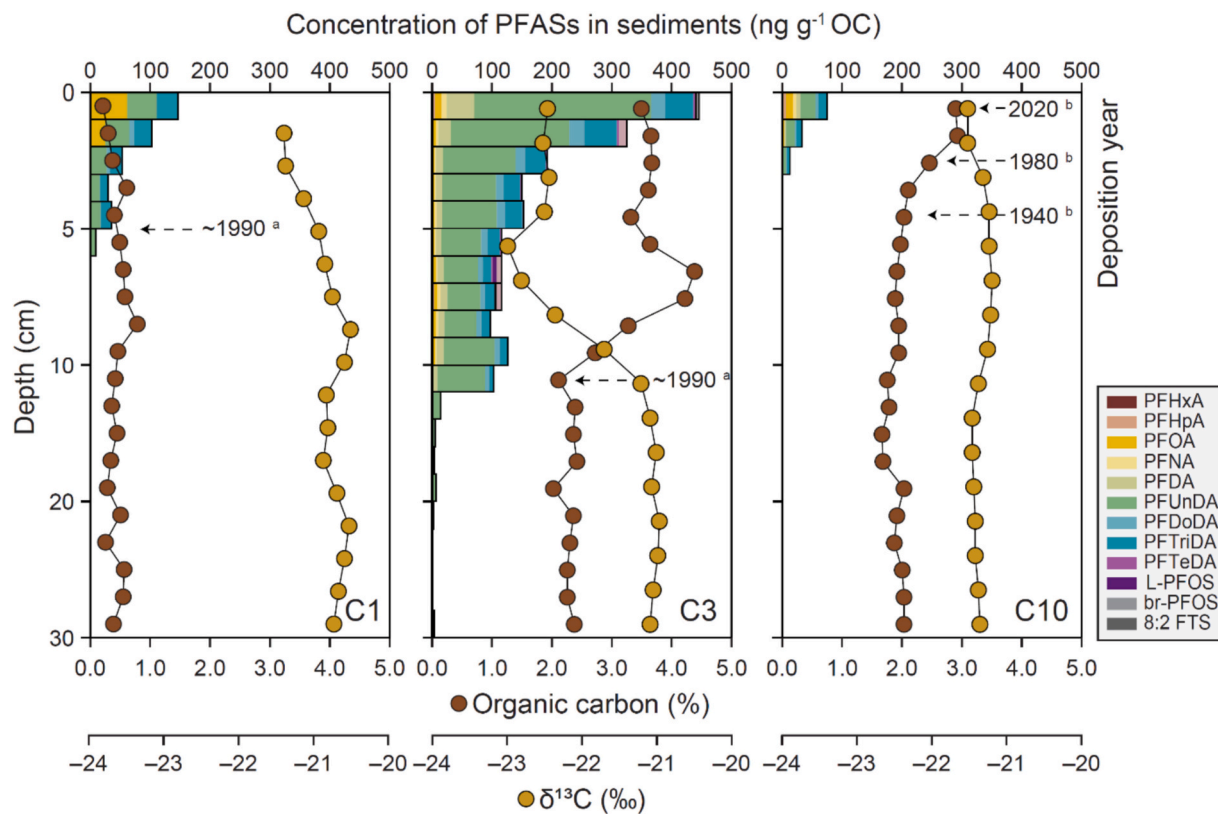 Concentration of PFASs in sediments (ng g⁻¹ OC)
0 100 200 300 400 500
0 100 200 300 400 500
0 100 200 300 400 500
Depth (cm)
0
5
10
20
30
~1990 ᵃ
C1
~1990 ᵃ
C3
2020 ᵇ
1980 ᵇ
1940 ᵇ
C10
Deposition year
PFHxA
PFHpA
PFOA
PFNA
PFDA
PFUnDA
PFDoDA
PFTriDA
PFTeDA
L-PFOS
br-PFOS
8:2 FTS
0.0 1.0 2.0 3.0 4.0 5.0
0.0 1.0 2.0 3.0 4.0 5.0
0.0 1.0 2.0 3.0 4.0 5.0
Organic carbon (%)
–24 –23 –22 –21 –20
–24 –23 –22 –21 –20
–24 –23 –22 –21 –20
δ¹³C (‰)